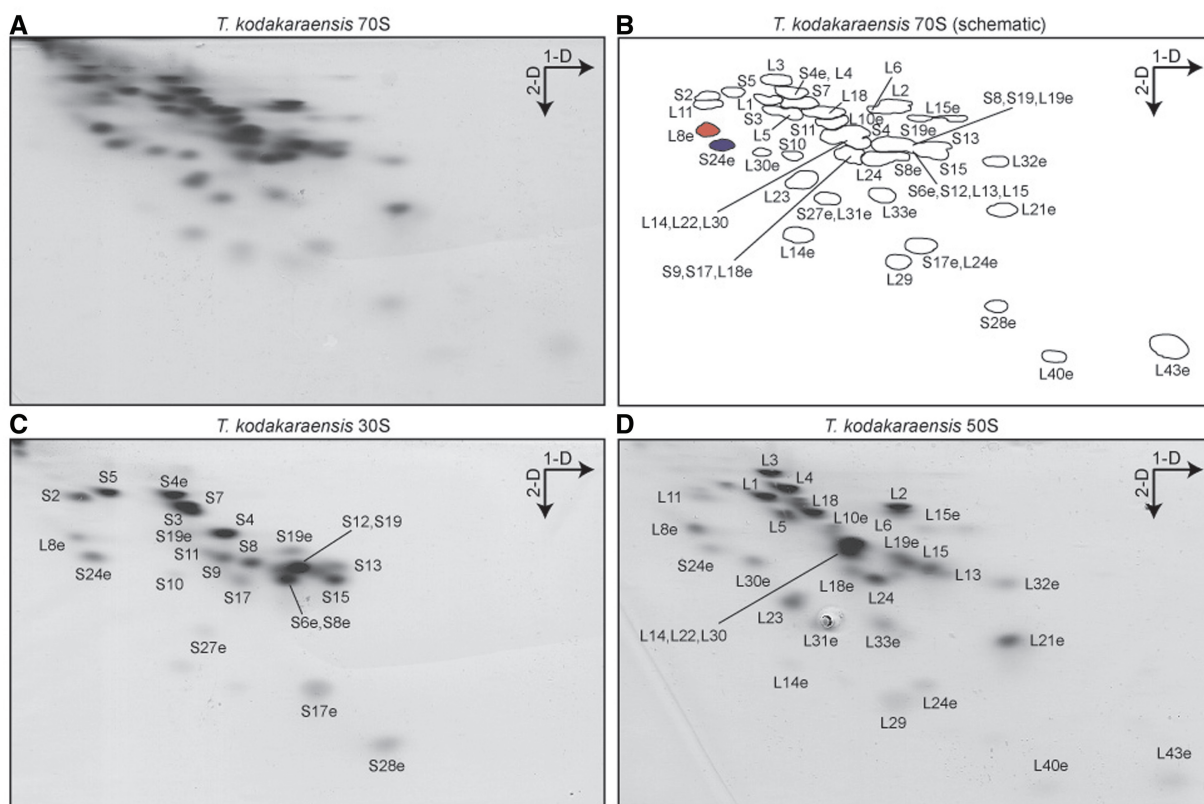 A
T. kodakaraensis 70S
1-D
2-D
B
T. kodakaraensis 70S (schematic)
1-D
2-D
L3
S4e, L4
L6
S5
S7
L2
S2
L1
L18
L15e
S8,S19,L19e
L11
S3
L10e
L8e
L5
S11
S4
S19e
S13
S24e
L30e
S10
L24
S8e
S15
L32e
L23
S6e,S12,L13,L15
S27e,L31e
L33e
L21e
L14,L22,L30
L14e
S9,S17,L18e
S17e,L24e
L29
S28e
L40e
L43e
C
T. kodakaraensis 30S
1-D
2-D
S5
S4e
S2
S7
S3
S4
S12,S19
S19e
S19e
L8e
S11
S8
S13
S24e
S10
S9
S17
S15
S6e,S8e
S27e
S17e
S28e
D
T. kodakaraensis 50S
1-D
2-D
L3
L4
L11
L1
L18
L2
L5
L10e
L6
L15e
L8e
L19e
L15
S24e
L30e
L18e
L24
L13
L32e
L23
L14,L22,L30
L31e
L33e
L21e
L14e
L24e
L29
L40e
L43e